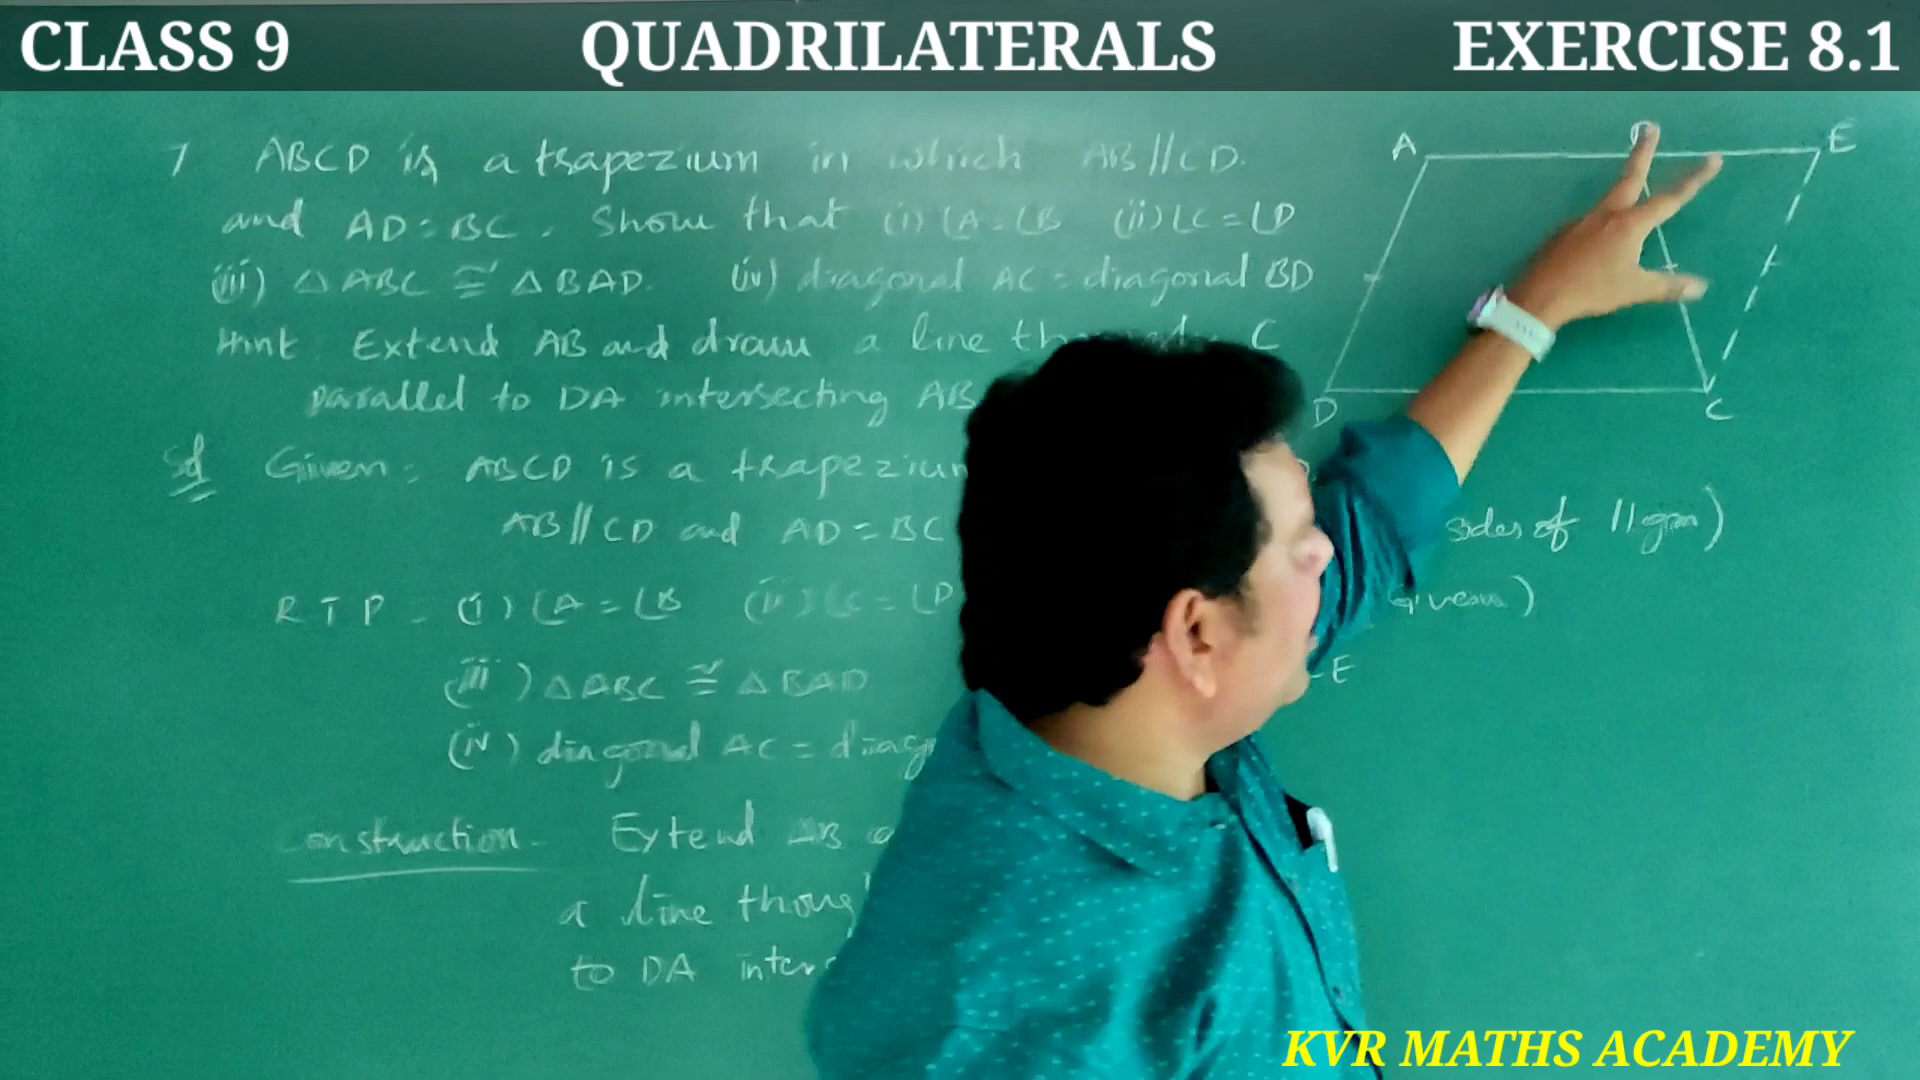 CLASS 9 QUADRILATERALS EXERCISE 8.1
7 ABCD is a trapezium in which AB//CD.
and AD = BC. Show that (i) ∠A = ∠B (ii) ∠C = ∠D
(iii) △ABC ≅ △BAD. (iv) diagonal AC = diagonal BD
Hint Extend AB and draw a line C
parallel to DA intersecting AB
Sol Given: ABCD is a trapezium
AB//CD and AD = BC
RTP - (i) ∠A = ∠B (ii) ∠C = ∠D
(iii) △ABC ≅ △BAD
(iv) diagonal AC =
Construction - Extend AB
a line
to DA
A E
D C
sides of //gm)
Given)
E
KVR MATHS ACADEMY